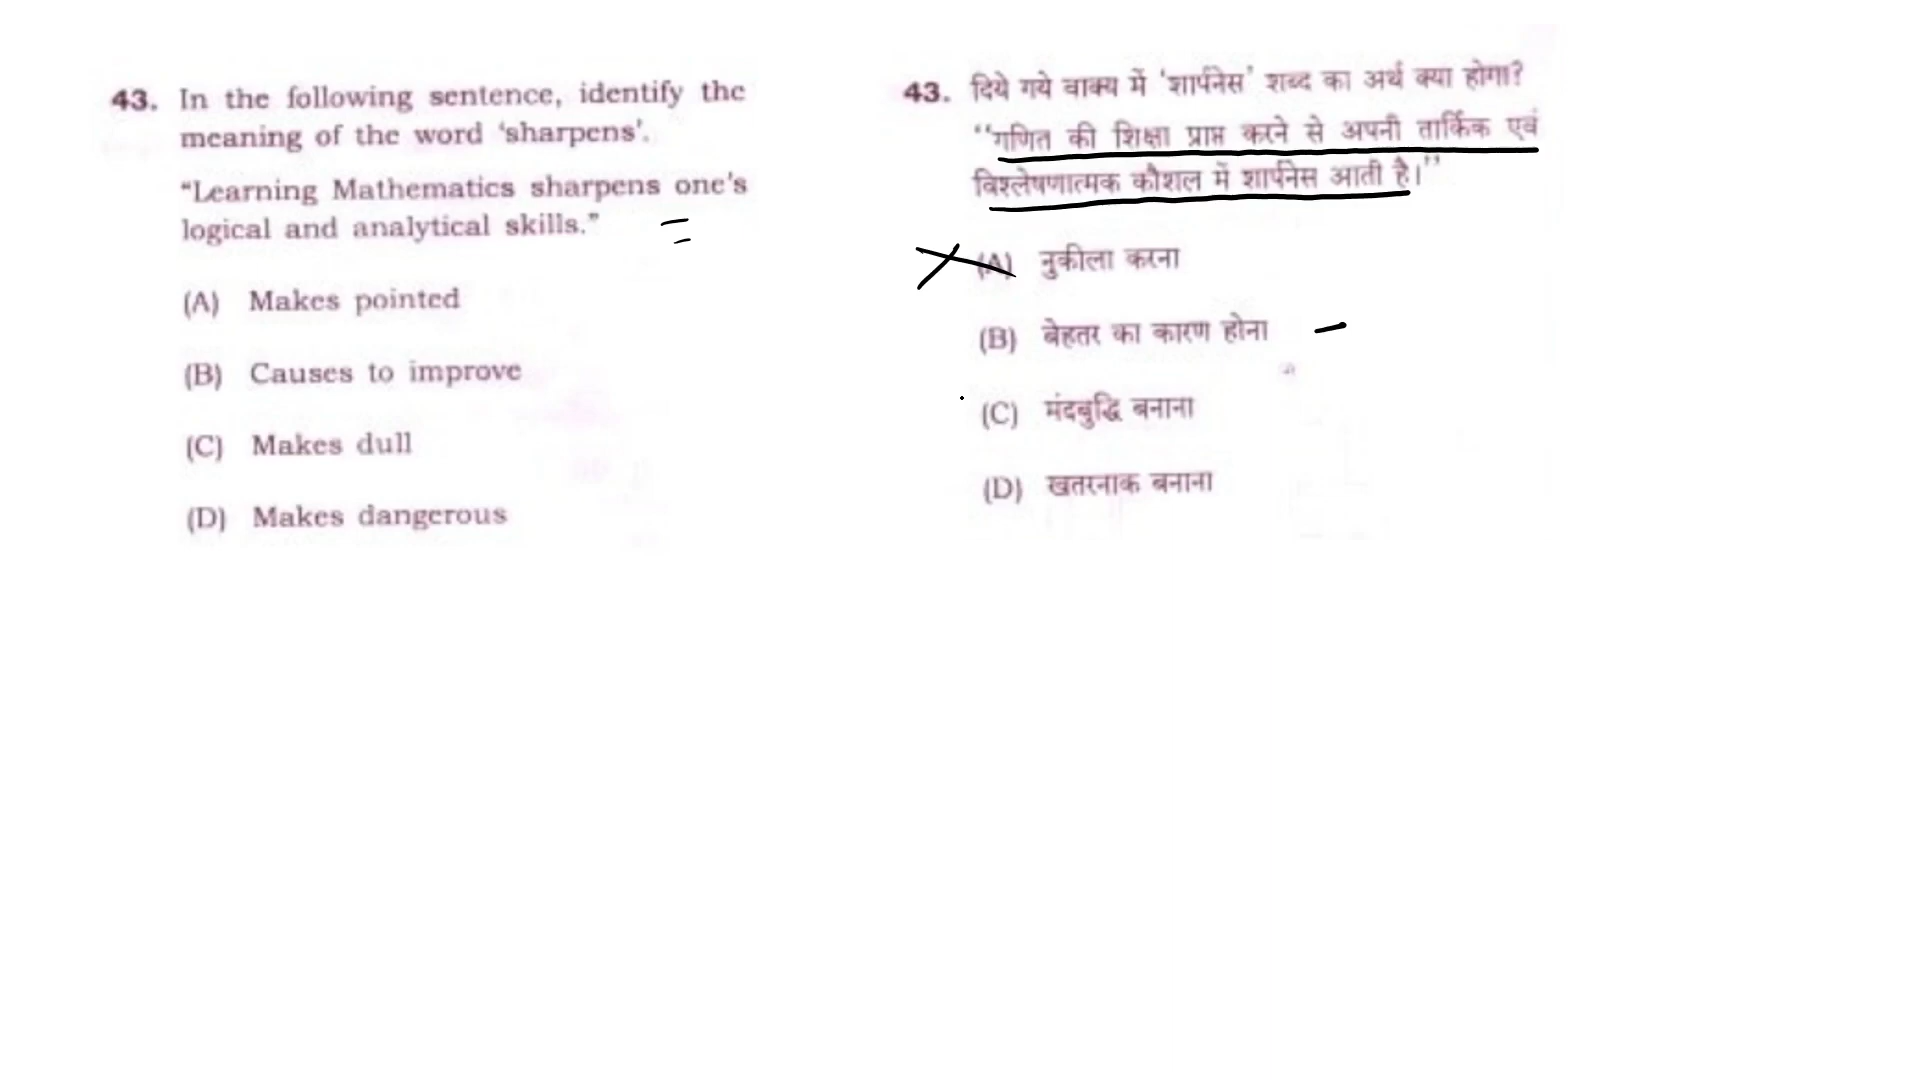 43. In the following sentence, identify the
meaning of the word ‘sharpens’.
“Learning Mathematics sharpens one’s
logical and analytical skills.”
(A) Makes pointed
(B) Causes to improve
(C) Makes dull
(D) Makes dangerous
43. दिये गये वाक्य में ‘शार्पनेस’ शब्द का अर्थ क्या होगा?
‘‘गणित की शिक्षा प्राप्त करने से अपनी तार्किक एवं
विश्लेषणात्मक कौशल में शार्पनेस आती है।’’
(A) नुकीला करना
(B) बेहतर का कारण होना
(C) मंदबुद्धि बनाना
(D) खतरनाक बनाना